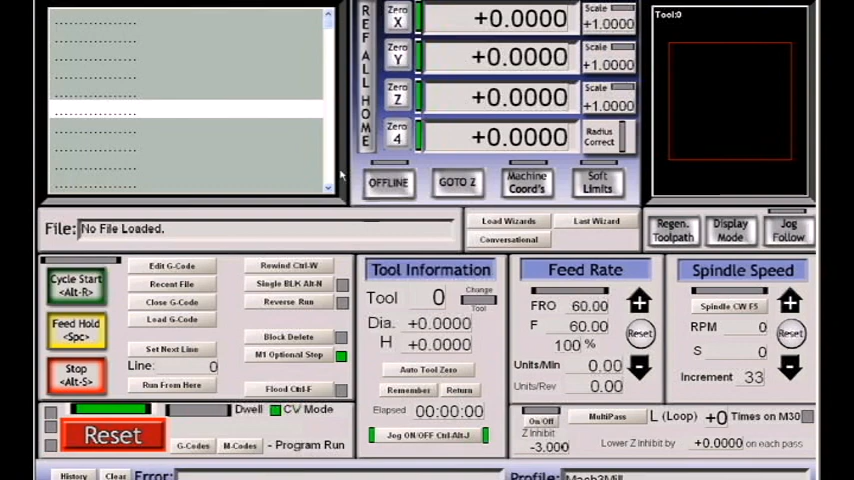 REF ALL HOME
Zero X +0.0000 Scale +1.0000
Zero Y +0.0000 Scale +1.0000
Zero Z +0.0000 Scale +1.0000
Zero 4 +0.0000 Radius Correct
OFFLINE GOTO Z Machine Coord's Soft Limits
Tool:0
File: No File Loaded.
Load Wizards Last Wizard
Conversational
Regen. Toolpath Display Mode Jog Follow
Cycle Start <Alt-R>
Feed Hold <Spc>
Stop <Alt-S>
Edit G-Code
Recent File
Close G-Code
Load G-Code
Set Next Line
Line: 0
Run From Here
Rewind Ctrl-W
Single BLK Alt-N
Reverse Run
Block Delete
M1 Optional Stop
Flood Ctrl-F
Dwell CV Mode
Reset
G-Codes M-Codes - Program Run
Tool Information
Tool 0 Change Tool
Dia. +0.0000
H +0.0000
Auto Tool Zero
Remember Return
Elapsed 00:00:00
Jog ON/OFF Ctrl-Alt-J
Feed Rate
FRO 60.00
F 60.00
100 %
Reset
Units/Min 0.00
Units/Rev 0.00
Spindle Speed
Spindle CW F5
RPM 0
S 0
Reset
Increment 33
On/Off
Z Inhibit
-3.000
MultiPass L (Loop) +0 Times on M30
Lower Z Inhibit by +0.0000 on each pass
History Clear Error: Profile: Mach3Mill